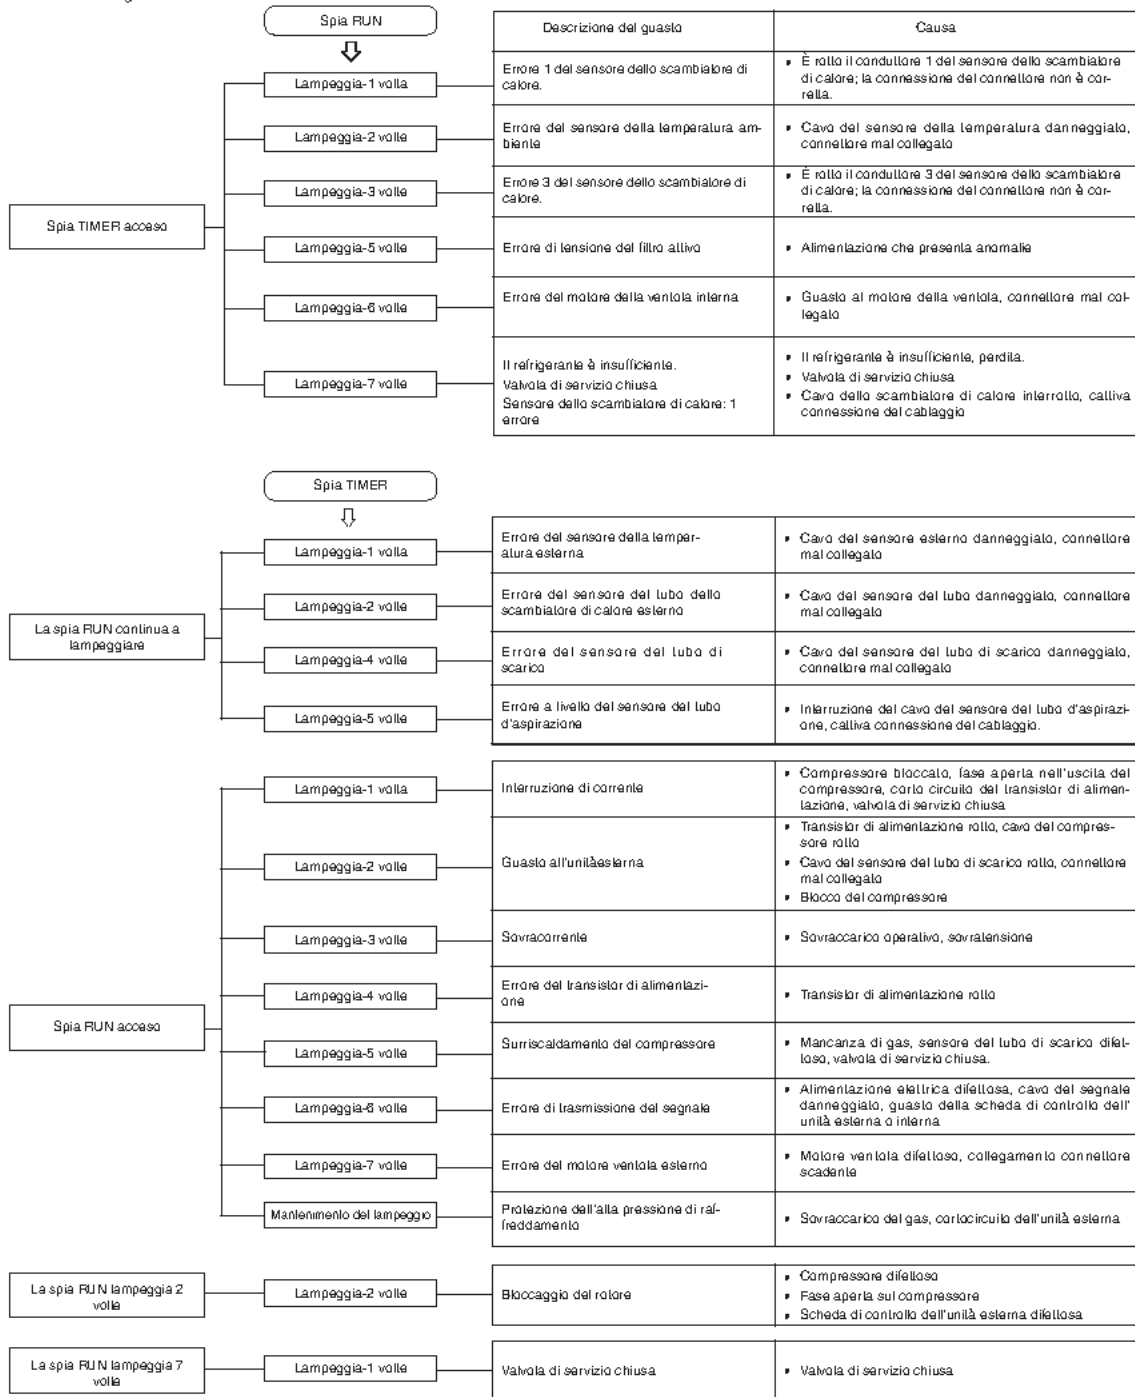 Spia RUN
Descrizione del guasto
Causa
Spia TIMER acceso
Lampeggia-1 volta
Errore 1 del sensore dello scambiatore di
calore.
• È rotto il conduttore 1 del sensore dello scambiatore
di calore; la connessione del connettore non è cor-
retta.
Lampeggia-2 volte
Errore del sensore della temperatura am-
biente
• Cavo del sensore della temperatura danneggiato,
connettore mal collegato
Lampeggia-3 volte
Errore 3 del sensore dello scambiatore di
calore.
• È rotto il conduttore 3 del sensore dello scambiatore
di calore; la connessione del connettore non è cor-
retta.
Lampeggia-5 volte
Errore di tensione del filtro attivo
• Alimentazione che presenta anomalie
Lampeggia-6 volte
Errore del motore della ventola interna
• Guasto al motore della ventola, connettore mal col-
legato
Lampeggia-7 volte
Il refrigerante è insufficiente.
Valvola di servizio chiusa
Sensore dello scambiatore di calore: 1
errore
• Il refrigerante è insufficiente, perdita.
• Valvola di servizio chiusa
• Cavo dello scambiatore di calore interrotto, cattiva
connessione del cablaggio
Spia TIMER
La spia RUN continua a
lampeggiare
Lampeggia-1 volta
Errore del sensore della temper-
atura esterna
• Cavo del sensore esterno danneggiato, connettore
mal collegato
Lampeggia-2 volte
Errore del sensore del tubo dello
scambiatore di calore esterno
• Cavo del sensore del tubo danneggiato, connettore
mal collegato
Lampeggia-4 volte
Errore del sensore del tubo di
scarico
• Cavo del sensore del tubo di scarico danneggiato,
connettore mal collegato
Lampeggia-5 volte
Errore a livello del sensore del tubo
d'aspirazione
• Interruzione del cavo del sensore del tubo d'aspirazi-
one, cattiva connessione del cablaggio.
Spia RUN acceso
Lampeggia-1 volta
Interruzione di corrente
• Compressore bloccato, fase aperta nell'uscita del
compressore, corto circuito del transistor di alimen-
tazione, valvola di servizio chiusa
Lampeggia-2 volte
Guasto all'unitàesterna
• Transistor di alimentazione rotto, cavo del compres-
sore rotto
• Cavo del sensore del tubo di scarico rotto, connettore
mal collegato
• Blocco del compressore
Lampeggia-3 volte
Sovracorrente
• Sovraccarico operativo, sovratensione
Lampeggia-4 volte
Errore del transistor di alimentazi-
one
• Transistor di alimentazione rotto
Lampeggia-5 volte
Surriscaldamento del compressore
• Mancanza di gas, sensore del tubo di scarico difet-
toso, valvola di servizio chiusa.
Lampeggia-6 volte
Errore di trasmissione del segnale
• Alimentazione elettrica difettosa, cavo del segnale
danneggiato, guasto della scheda di controllo dell'
unità esterna o interna
Lampeggia-7 volte
Errore del motore ventola esterno
• Motore ventola difettoso, collegamento connettore
scadente
Mantenimento del lampeggio
Protezione dell'alta pressione di raf-
freddamento
• Sovraccarico del gas, cortocircuito dell'unità esterna
La spia RUN lampeggia 2
volte
Lampeggia-2 volte
Bloccaggio del rotore
• Compressore difettoso
• Fase aperta sul compressore
• Scheda di controllo dell'unità esterna difettosa
La spia RUN lampeggia 7
volte
Lampeggia-1 volte
Valvola di servizio chiusa
• Valvola di servizio chiusa